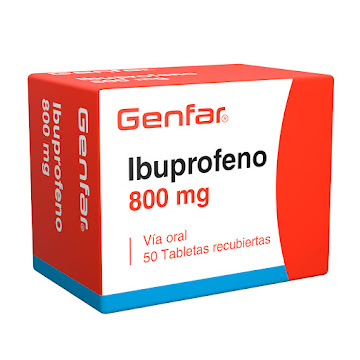 Genfar®
Ibuprofeno
800 mg
Genfar®
Ibuprofeno
800 mg
Vía oral
50 Tabletas recubiertas